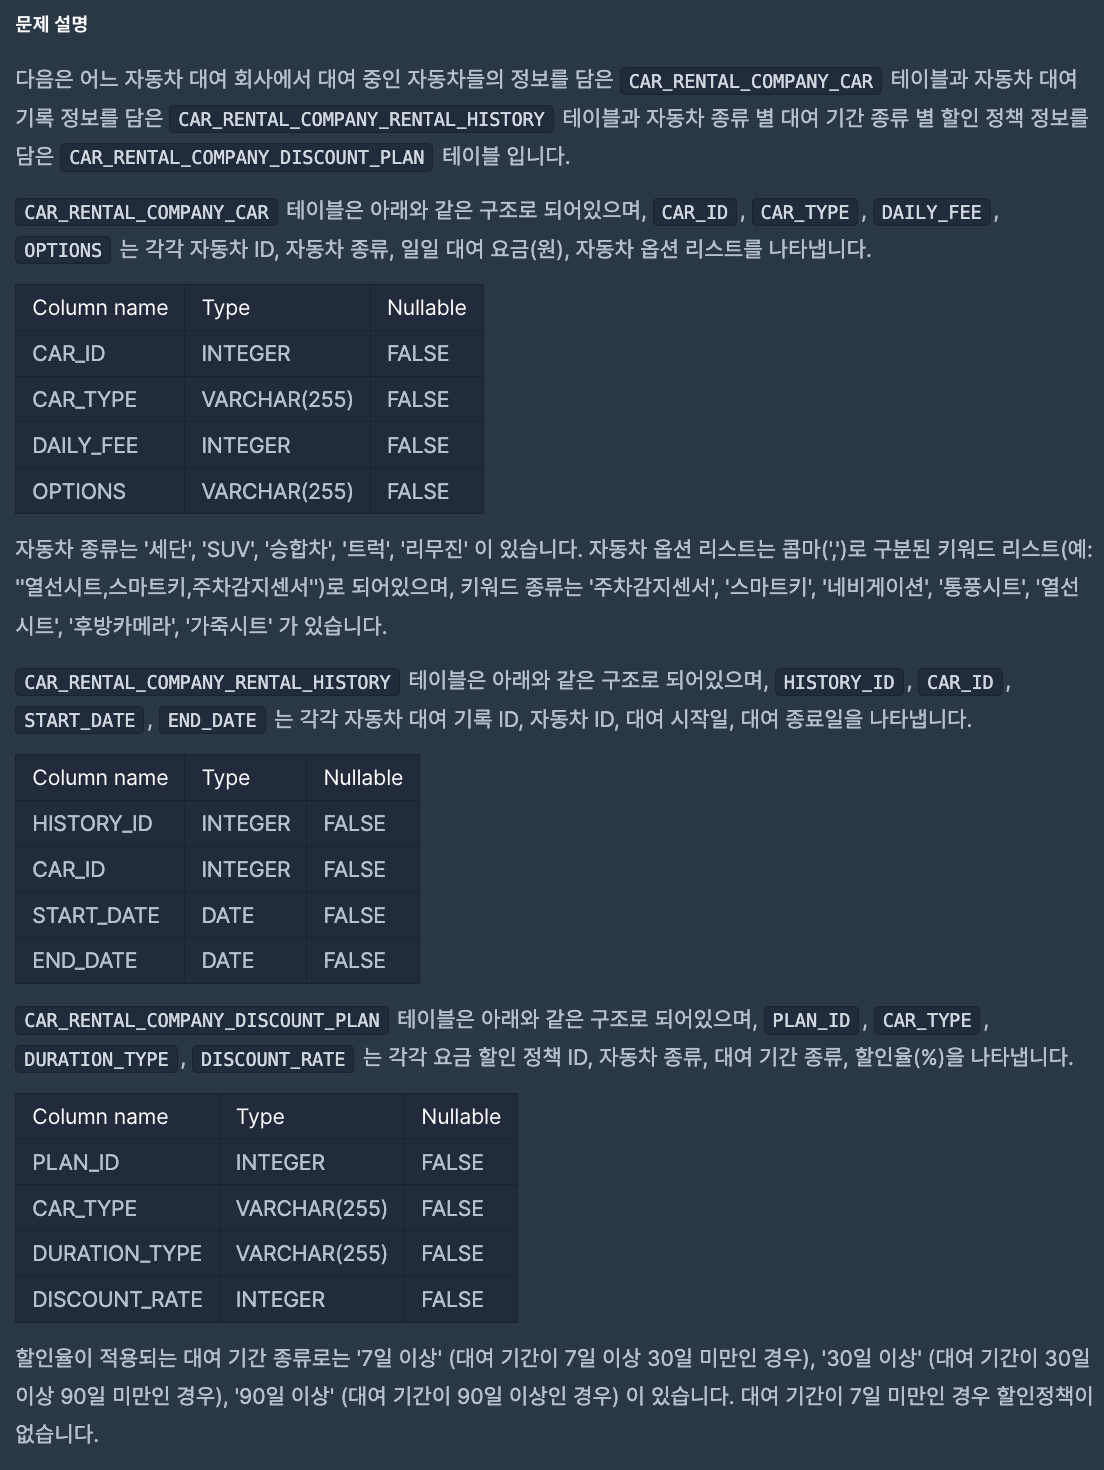 문제 설명
다음은 어느 자동차 대여 회사에서 대여 중인 자동차들의 정보를 담은 CAR_RENTAL_COMPANY_CAR 테이블과 자동차 대여
기록 정보를 담은 CAR_RENTAL_COMPANY_RENTAL_HISTORY 테이블과 자동차 종류 별 대여 기간 종류 별 할인 정책 정보를
담은 CAR_RENTAL_COMPANY_DISCOUNT_PLAN 테이블 입니다.
CAR_RENTAL_COMPANY_CAR 테이블은 아래와 같은 구조로 되어있으며, CAR_ID, CAR_TYPE, DAILY_FEE,
OPTIONS 는 각각 자동차 ID, 자동차 종류, 일일 대여 요금(원), 자동차 옵션 리스트를 나타냅니다.
Column name Type Nullable
CAR_ID INTEGER FALSE
CAR_TYPE VARCHAR(255) FALSE
DAILY_FEE INTEGER FALSE
OPTIONS VARCHAR(255) FALSE
자동차 종류는 '세단', 'SUV', '승합차', '트럭', '리무진' 이 있습니다. 자동차 옵션 리스트는 콤마(',')로 구분된 키워드 리스트(예:
''열선시트,스마트키,주차감지센서'')로 되어있으며, 키워드 종류는 '주차감지센서', '스마트키', '네비게이션', '통풍시트', '열선
시트', '후방카메라', '가죽시트' 가 있습니다.
CAR_RENTAL_COMPANY_RENTAL_HISTORY 테이블은 아래와 같은 구조로 되어있으며, HISTORY_ID, CAR_ID,
START_DATE, END_DATE 는 각각 자동차 대여 기록 ID, 자동차 ID, 대여 시작일, 대여 종료일을 나타냅니다.
Column name Type Nullable
HISTORY_ID INTEGER FALSE
CAR_ID INTEGER FALSE
START_DATE DATE FALSE
END_DATE DATE FALSE
CAR_RENTAL_COMPANY_DISCOUNT_PLAN 테이블은 아래와 같은 구조로 되어있으며, PLAN_ID, CAR_TYPE,
DURATION_TYPE, DISCOUNT_RATE 는 각각 요금 할인 정책 ID, 자동차 종류, 대여 기간 종류, 할인율(%)을 나타냅니다.
Column name Type Nullable
PLAN_ID INTEGER FALSE
CAR_TYPE VARCHAR(255) FALSE
DURATION_TYPE VARCHAR(255) FALSE
DISCOUNT_RATE INTEGER FALSE
할인율이 적용되는 대여 기간 종류로는 '7일 이상' (대여 기간이 7일 이상 30일 미만인 경우), '30일 이상' (대여 기간이 30일
이상 90일 미만인 경우), '90일 이상' (대여 기간이 90일 이상인 경우) 이 있습니다. 대여 기간이 7일 미만인 경우 할인정책이
없습니다.